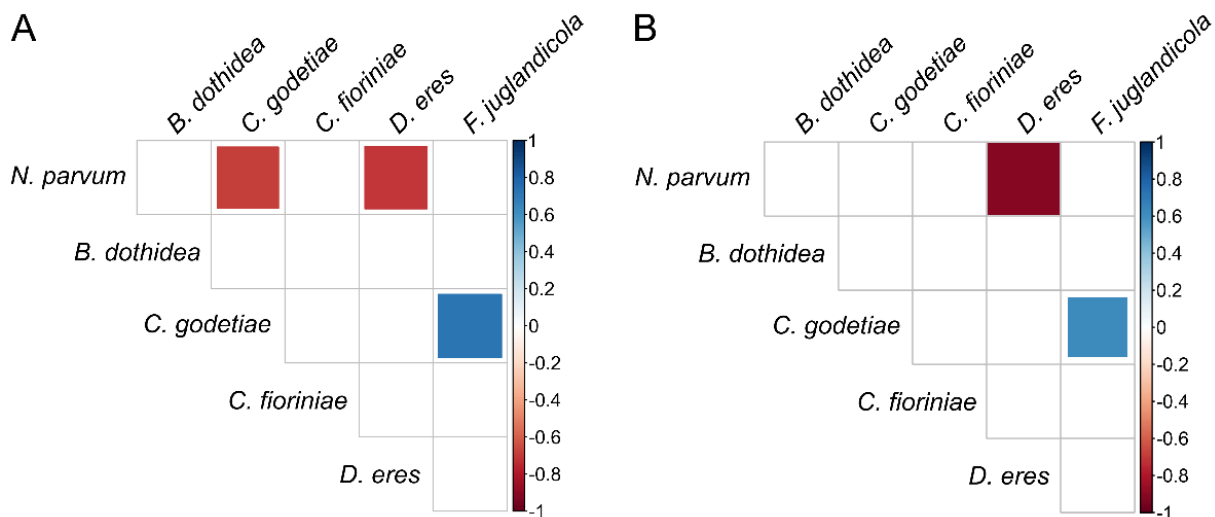 A
B. dothidea
C. godetiae
C. fioriniae
D. eres
F. juglandicola
N. parvum
B. dothidea
C. godetiae
C. fioriniae
D. eres
1
0.8
0.6
0.4
0.2
0
-0.2
-0.4
-0.6
-0.8
-1
B
B. dothidea
C. godetiae
C. fioriniae
D. eres
F. juglandicola
N. parvum
B. dothidea
C. godetiae
C. fioriniae
D. eres
1
0.8
0.6
0.4
0.2
0
-0.2
-0.4
-0.6
-0.8
-1